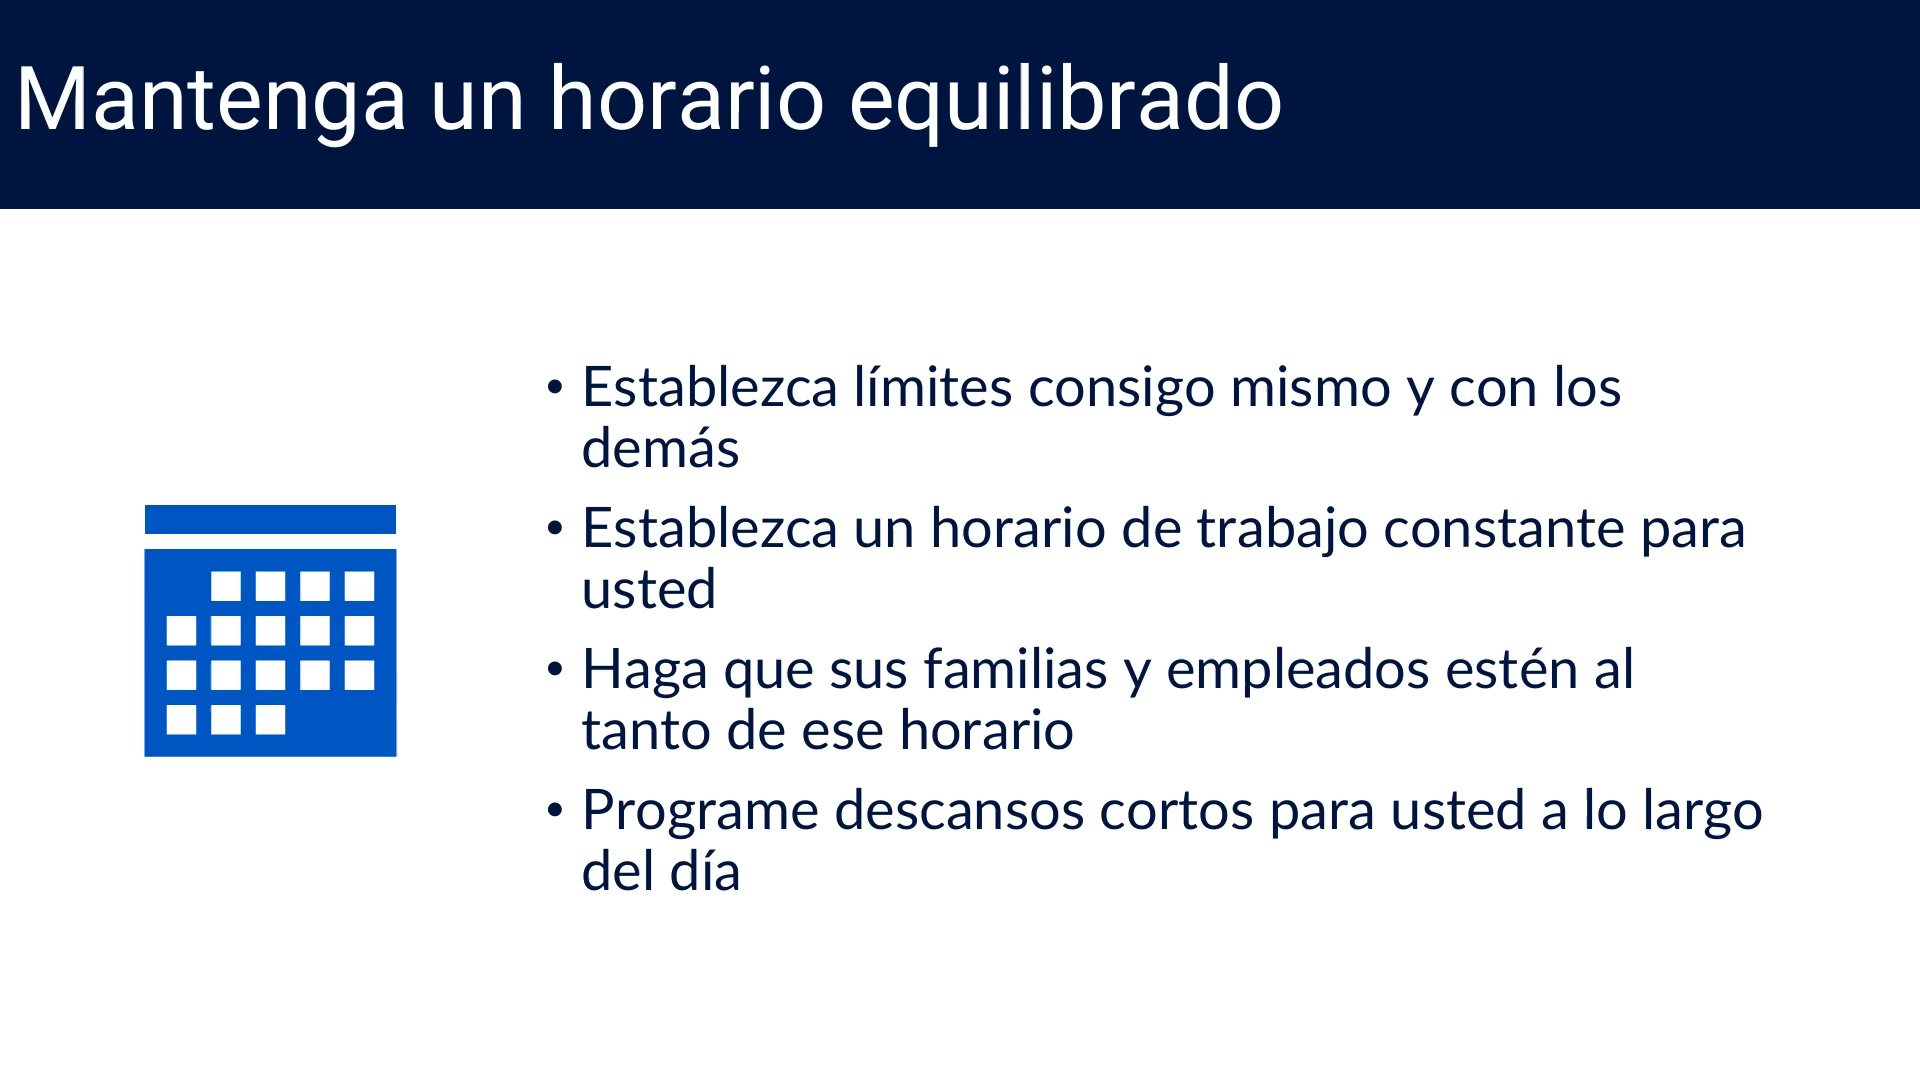 Mantenga un horario equilibrado
• Establezca límites consigo mismo y con los
demás
• Establezca un horario de trabajo constante para
usted
• Haga que sus familias y empleados estén al
tanto de ese horario
• Programe descansos cortos para usted a lo largo
del día